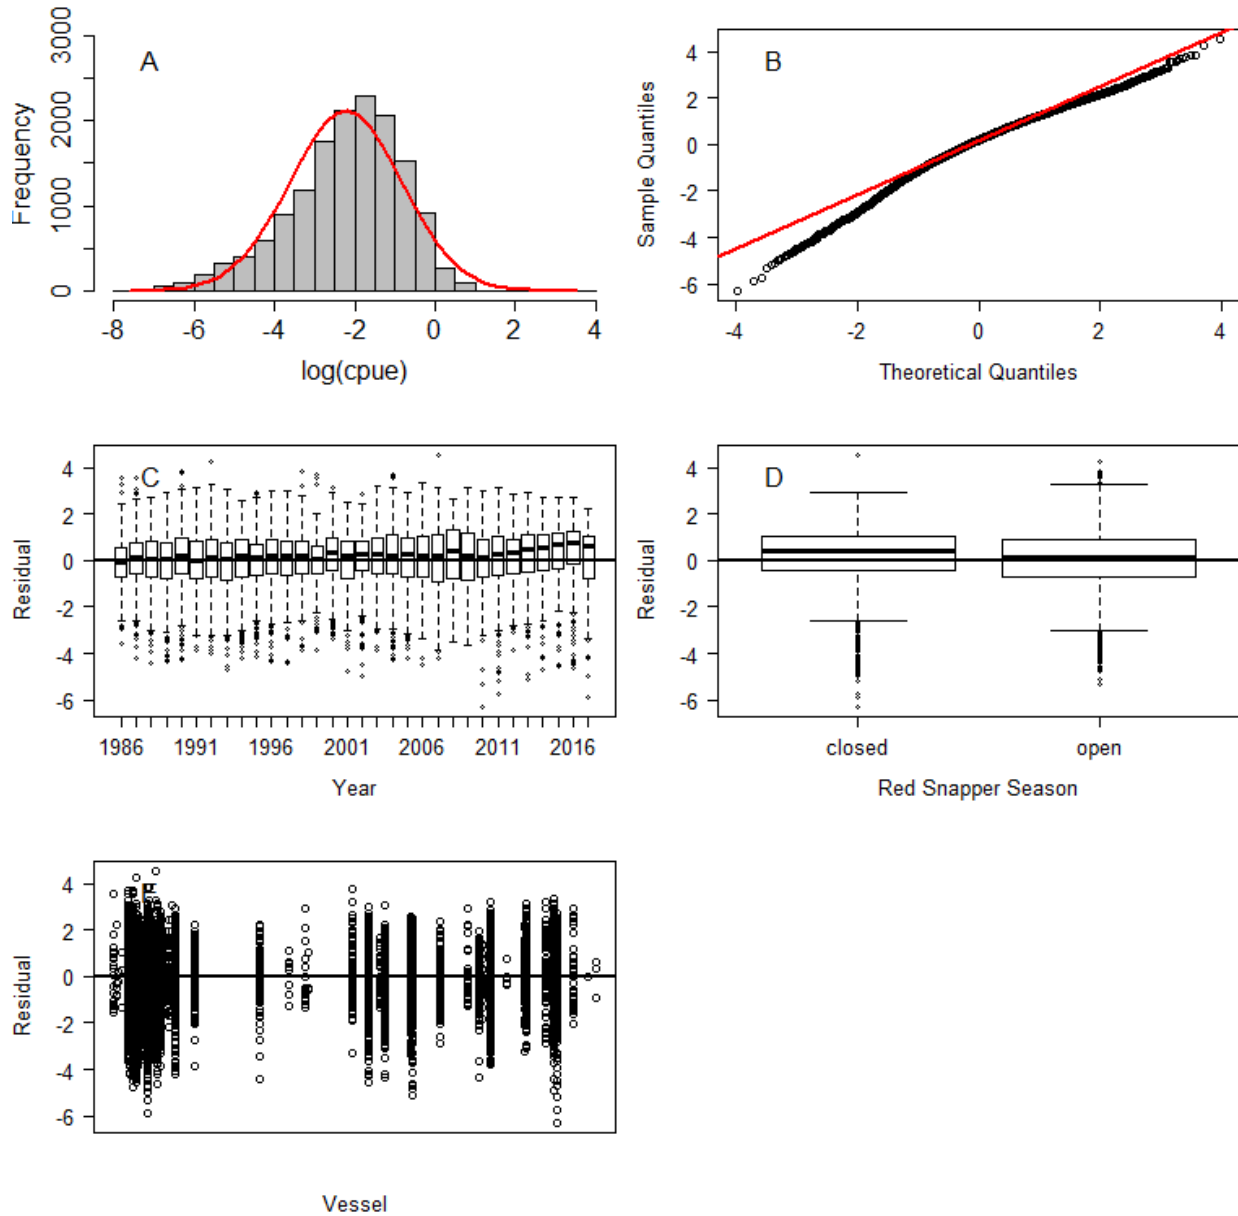 A
Frequency
3000
2000
1000
0
-8 -6 -4 -2 0 2 4
log(cpue)
B
Sample Quantiles
4
2
0
-2
-4
-6
-4 -2 0 2 4
Theoretical Quantiles
C
Residual
4
2
0
-2
-4
-6
1986 1991 1996 2001 2006 2011 2016
Year
D
Residual
4
2
0
-2
-4
-6
closed open
Red Snapper Season
Residual
4
2
0
-2
-4
-6
Vessel